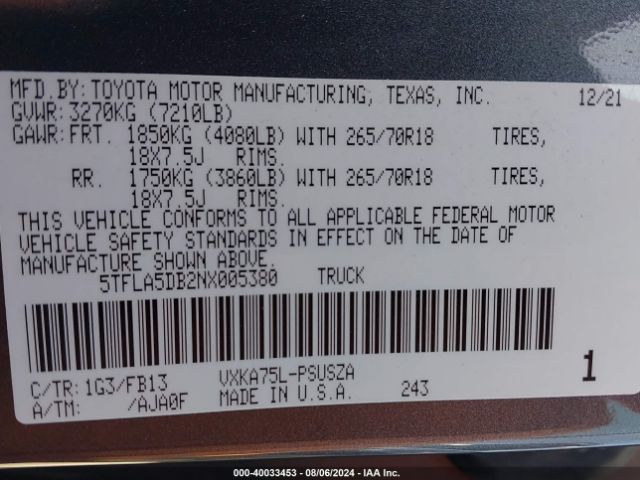 MFD.BY:TOYOTA MOTOR MANUFACTURING, TEXAS, INC. 12/21
GVWR:3270KG (7210LB)
GAWR:FRT. 1850KG (4080LB) WITH 265/70R18 TIRES,
18X7.5J RIMS.
RR. 1750KG (3860LB) WITH 265/70R18 TIRES,
18X7.5J RIMS.
THIS VEHICLE CONFORMS TO ALL APPLICABLE FEDERAL MOTOR
VEHICLE SAFETY STANDARDS IN EFFECT ON THE DATE OF
MANUFACTURE SHOWN ABOVE.
5TFLA5DB2NX005380 TRUCK
1
C/TR:1G3/FB13 VXKA75L-PSUSZA
A/TM: /AJA0F MADE IN U.S.A. 243
000-40033453 - 08/06/2024 - IAA Inc.